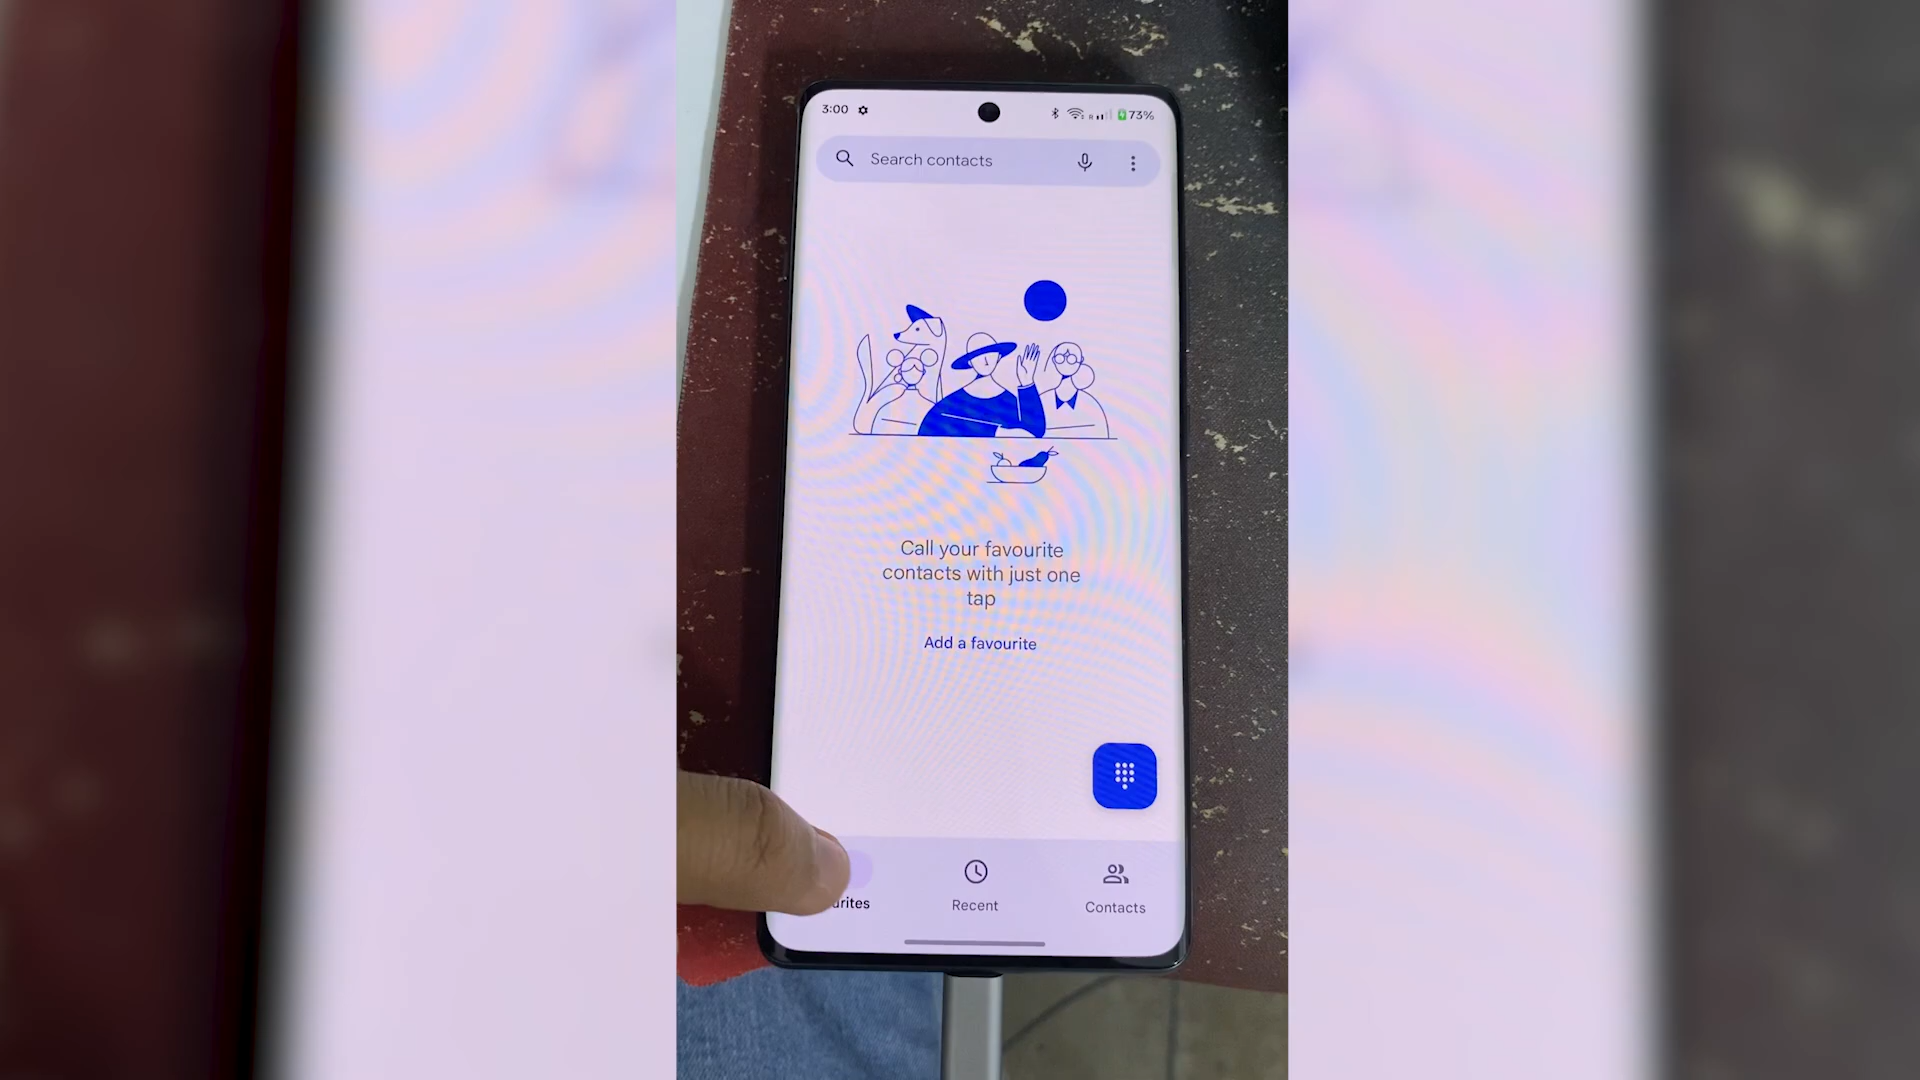 3:00
R
73%
Search contacts
Call your favourite
contacts with just one
tap
Add a favourite
urites
Recent
Contacts